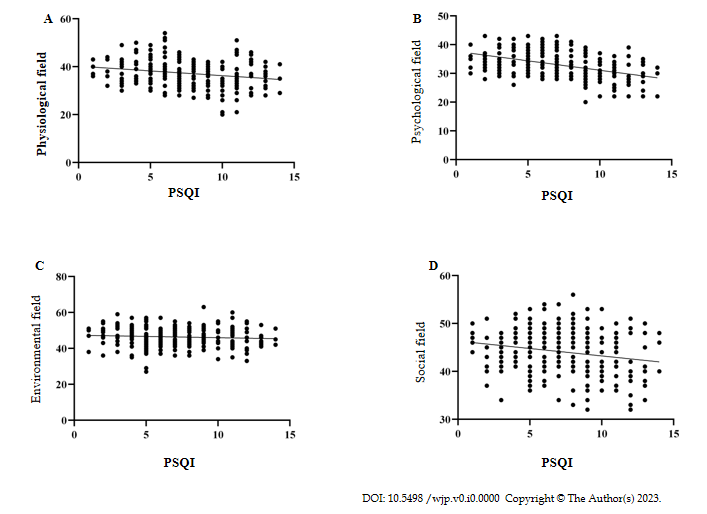 A
60
40
20
0
0 5 10 15
Physiological field
PSQI
B
50
40
30
20
10
0
0 5 10 15
Psychological field
PSQI
C
80
60
40
20
0
0 5 10 15
Environmental field
PSQI
D
60
50
40
30
0 5 10 15
Social field
PSQI
DOI: 10.5498 /wjp.v0.i0.0000 Copyright © The Author(s) 2023.